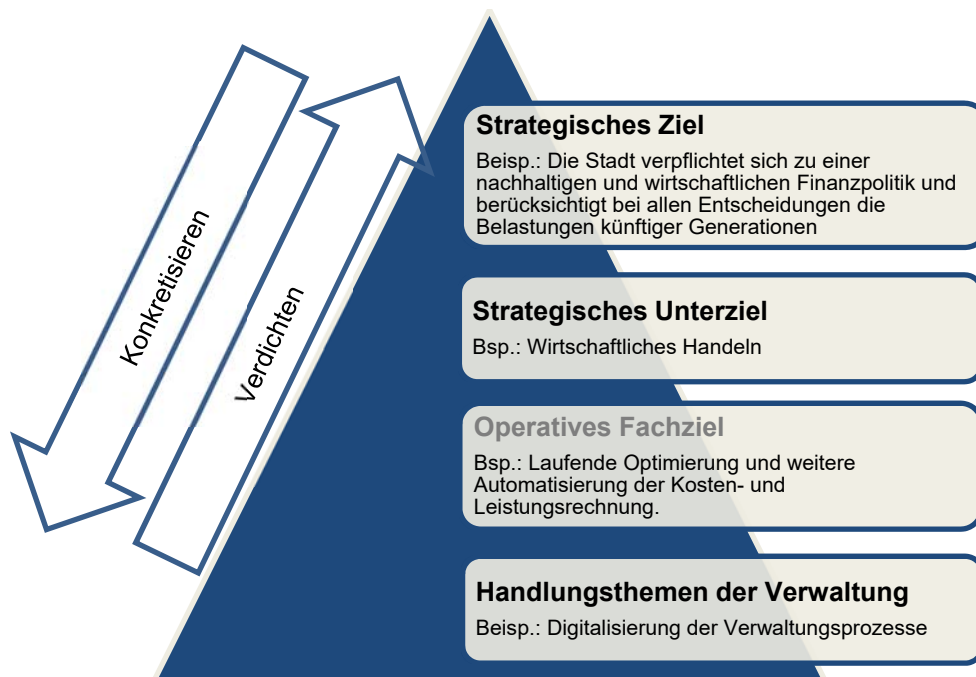 Konkretisieren
Verdichten
Strategisches Ziel
Beisp.: Die Stadt verpflichtet sich zu einer
nachhaltigen und wirtschaftlichen Finanzpolitik und
berücksichtigt bei allen Entscheidungen die
Belastungen künftiger Generationen
Strategisches Unterziel
Bsp.: Wirtschaftliches Handeln
Operatives Fachziel
Bsp.: Laufende Optimierung und weitere
Automatisierung der Kosten- und
Leistungsrechnung.
Handlungsthemen der Verwaltung
Beisp.: Digitalisierung der Verwaltungsprozesse